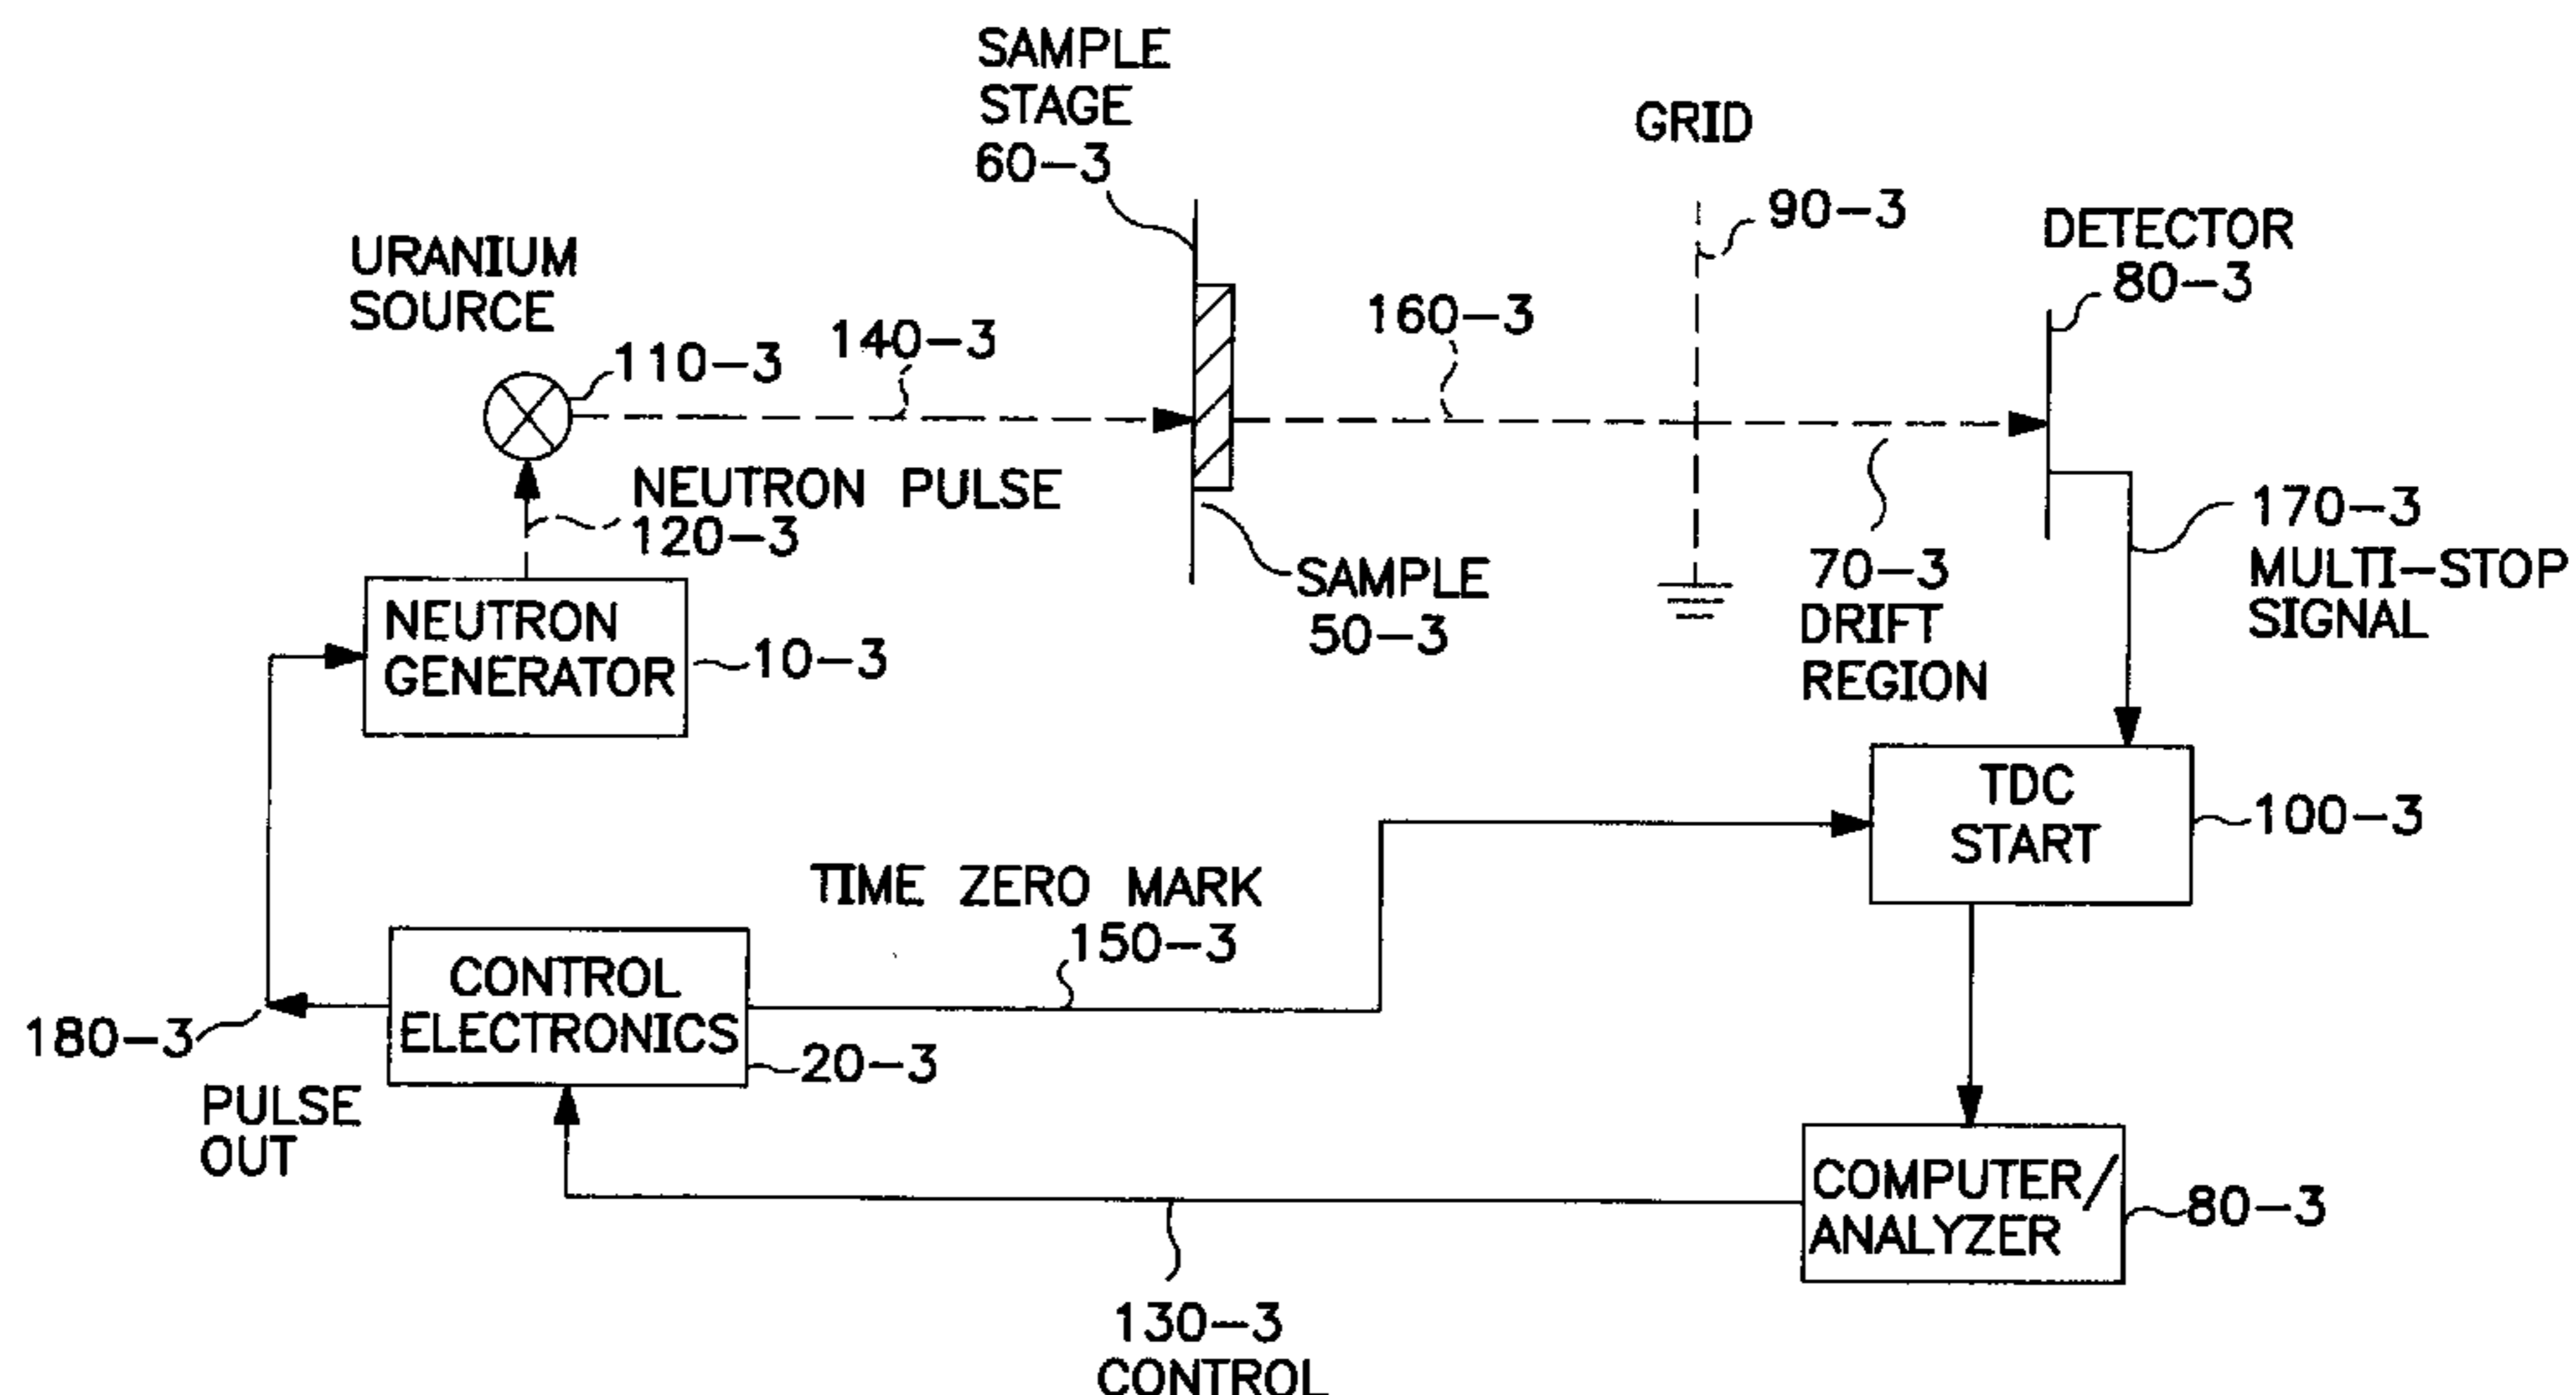 SAMPLE
STAGE
60-3
GRID
90-3
DETECTOR
80-3
URANIUM
SOURCE
110-3
140-3
160-3
NEUTRON PULSE
120-3
SAMPLE
50-3
70-3
DRIFT
REGION
170-3
MULTI-STOP
SIGNAL
NEUTRON
GENERATOR
10-3
TDC
START
100-3
TIME ZERO MARK
150-3
CONTROL
ELECTRONICS
20-3
180-3
PULSE
OUT
COMPUTER/
ANALYZER
80-3
130-3
CONTROL